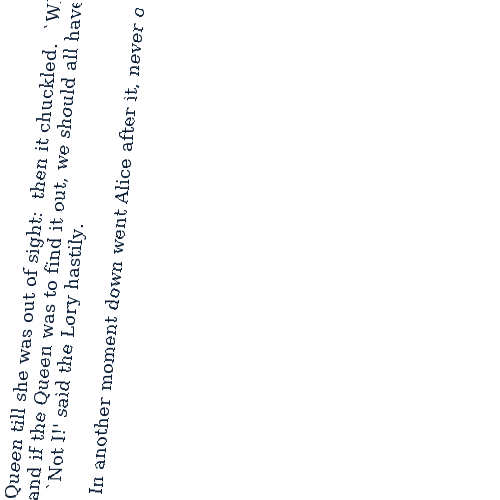 Queen till she was out of sight:  then it chuckled.  `W
and if the Queen was to find it out, we should all have
`Not I!' said the Lory hastily.
In another moment down went Alice after it, never o